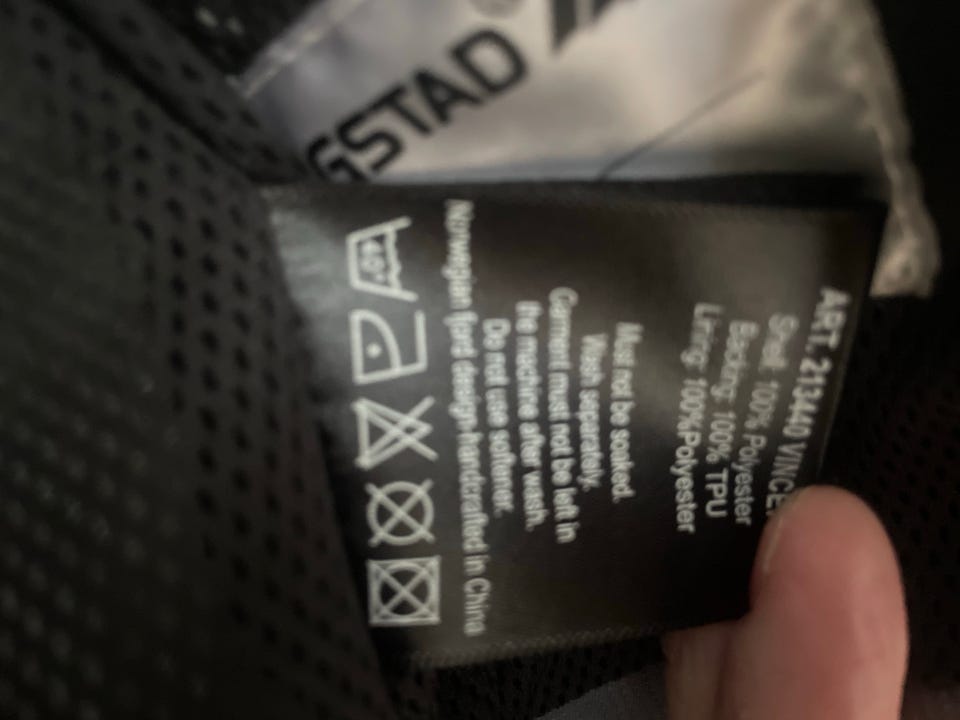 GSTAD
ART. 213440 VINCE
Shell: 100% Polyester
Backing: 100% TPU
Lining: 100%Polyester
Must not be soaked.
Wash separately.
Garment must not be left in
the machine after wash.
Do not use softener.
Norwegian fjord design-handcrafted in China
40°